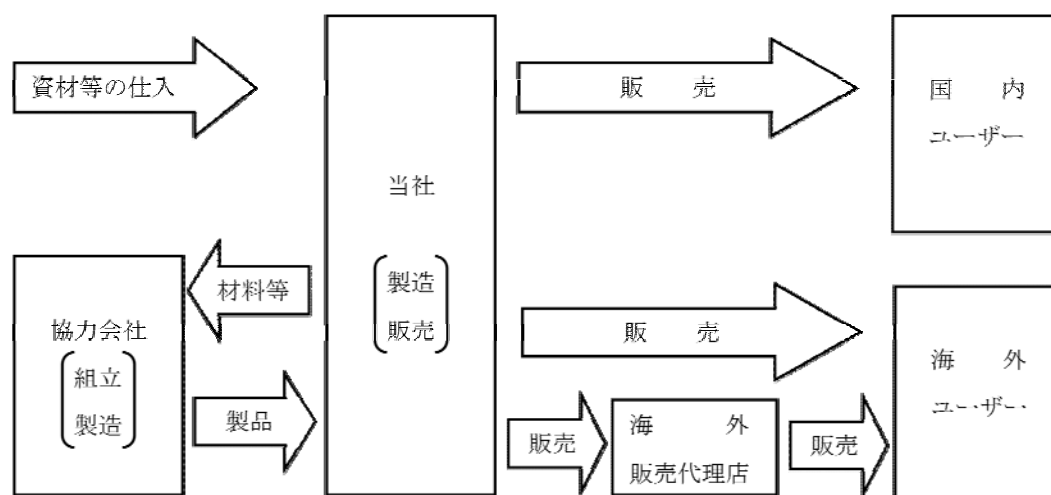 資材等の仕入
販 売
国 内
ユーザー
当社
製造
販売
材料等
協力会社
組立
製造
製品
販 売
海 外
ユーザー
販売
海 外
販売代理店
販売